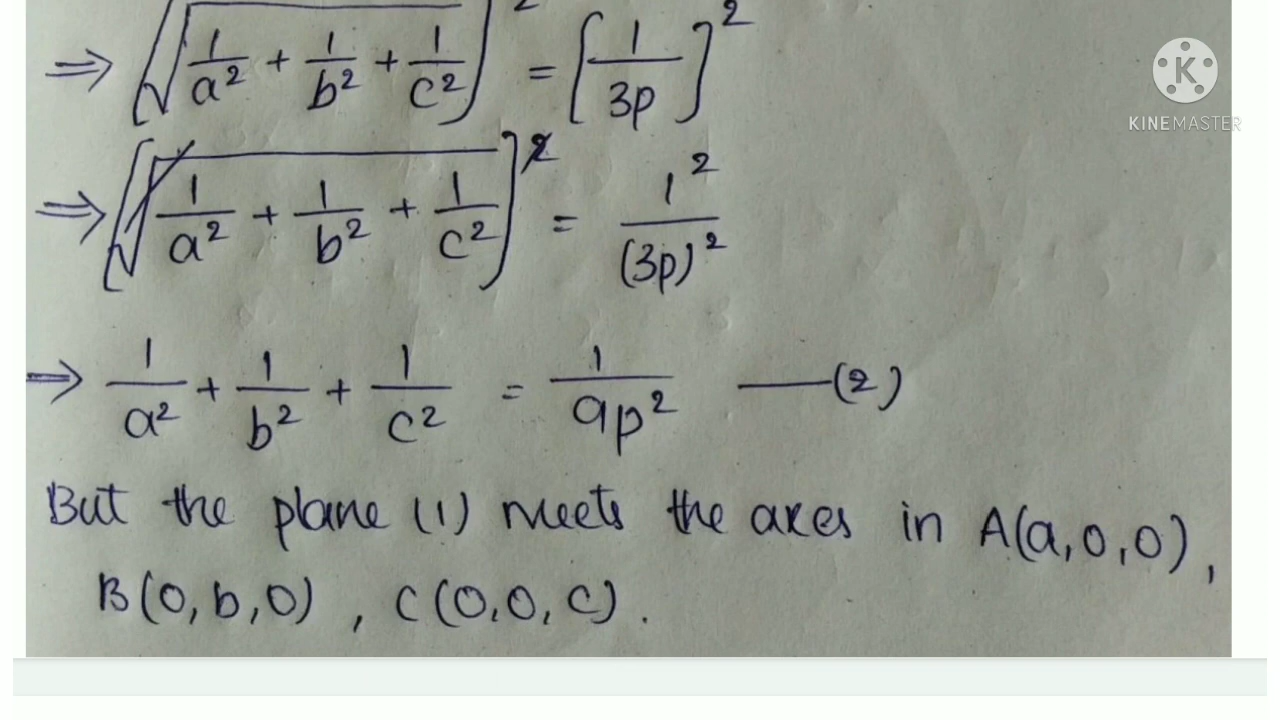 ⇒ [√(1/a² + 1/b² + 1/c²)]² = [1/3p]²
K
KINEMASTER
⇒ [√(1/a² + 1/b² + 1/c²)]² = 1²/(3p)²
⇒ 1/a² + 1/b² + 1/c² = 1/9p² —(2)
But the plane (1) meets the axes in A(a,0,0),
B(0,b,0), C(0,0,c).